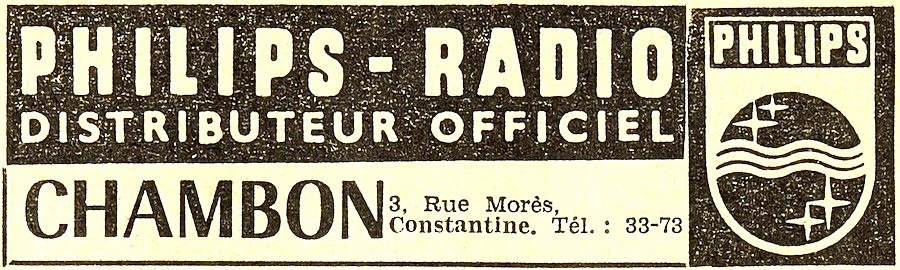 PHILIPS - RADIO
DISTRIBUTEUR OFFICIEL
CHAMBON
3, Rue Morès,
Constantine. Tél. : 33-73
PHILIPS